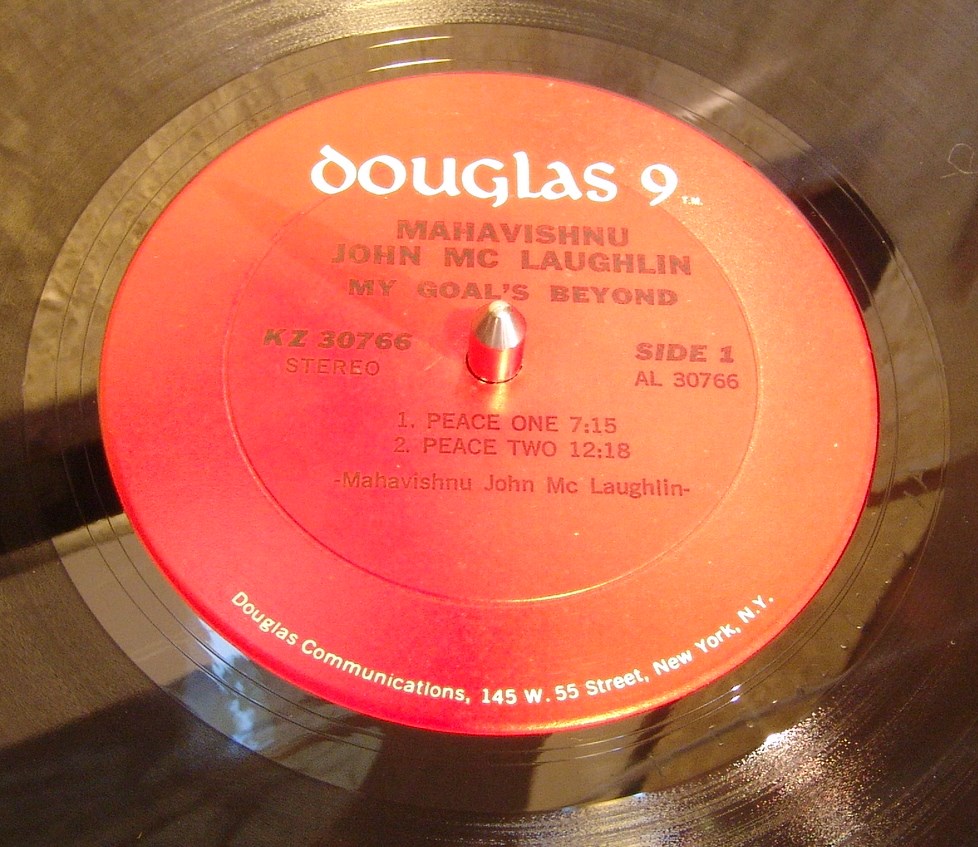 DOUGLAS 9 T.M.
MAHAVISHNU
JOHN MC LAUGHLIN
MY GOAL'S BEYOND
KZ 30766
STEREO
SIDE 1
AL 30766
1. PEACE ONE 7:15
2. PEACE TWO 12:18
-Mahavishnu John Mc Laughlin-
Douglas Communications, 145 W. 55 Street, New York, N.Y.